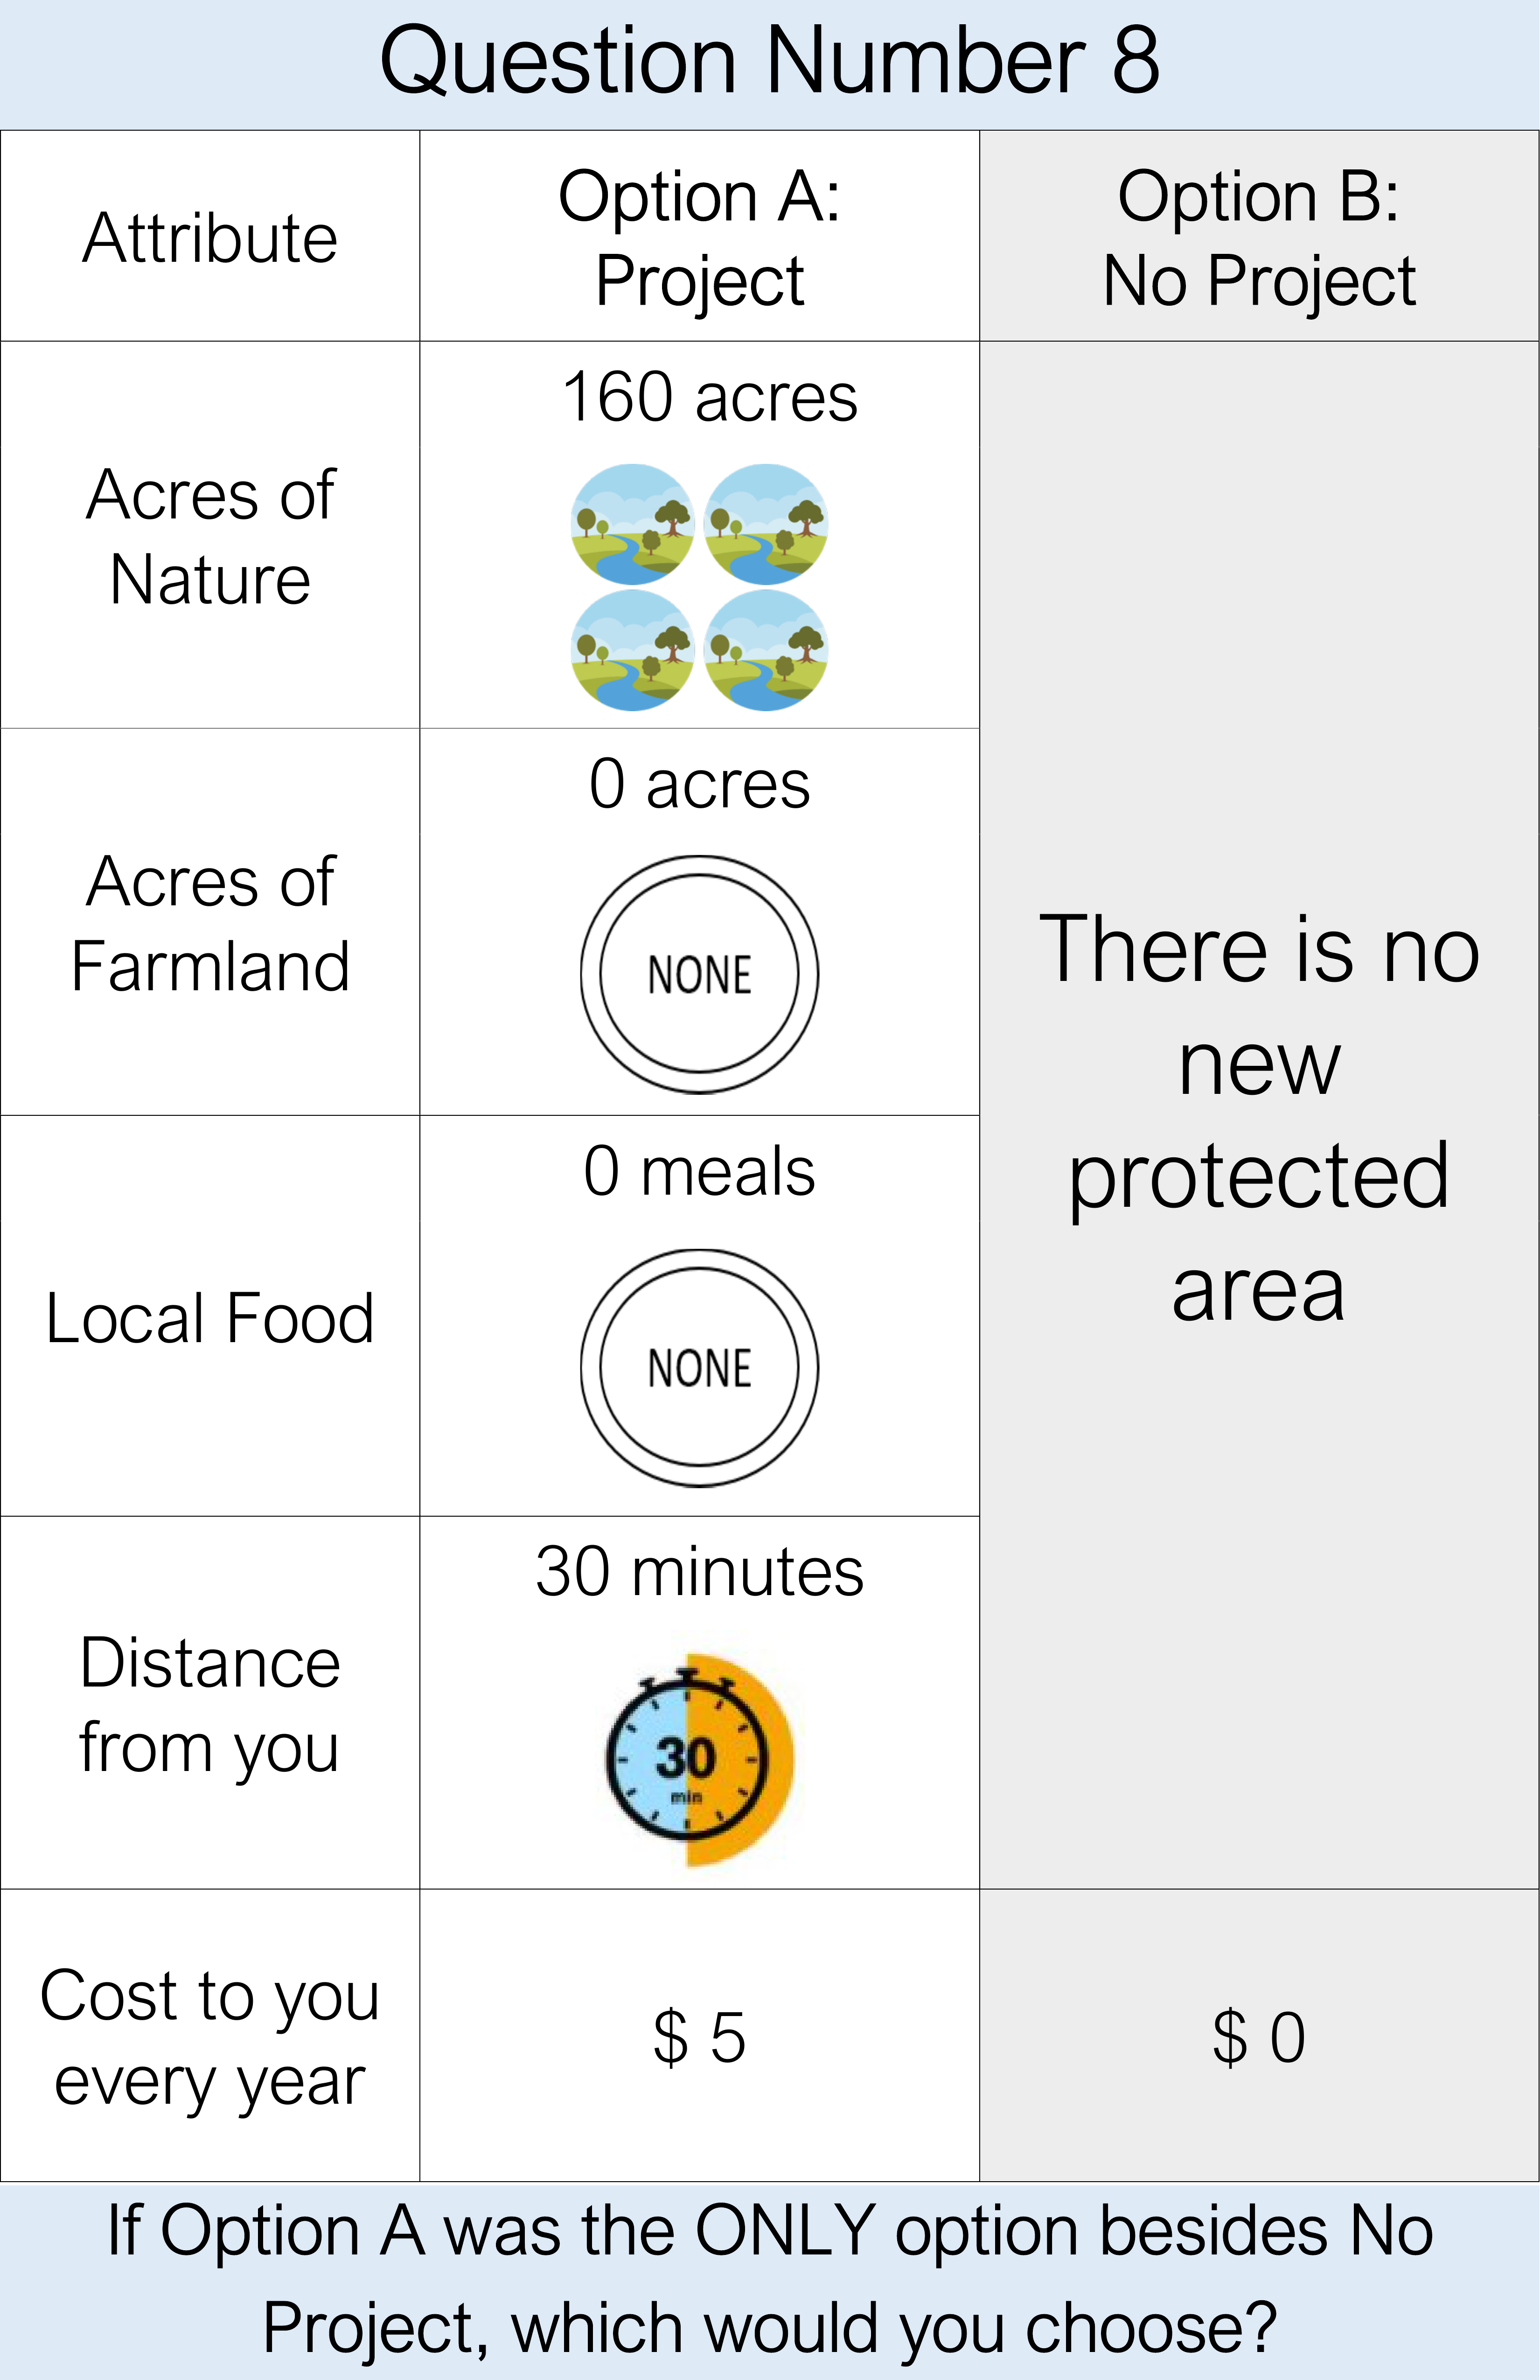 Question Number 8
Attribute
Option A:
Project
Option B:
No Project
Acres of
Nature
160 acres
Acres of
Farmland
0 acres
NONE
There is no
new
protected
area
Local Food
0 meals
NONE
Distance
from you
30 minutes
30
min
Cost to you
every year
$ 5
$ 0
If Option A was the ONLY option besides No
Project, which would you choose?